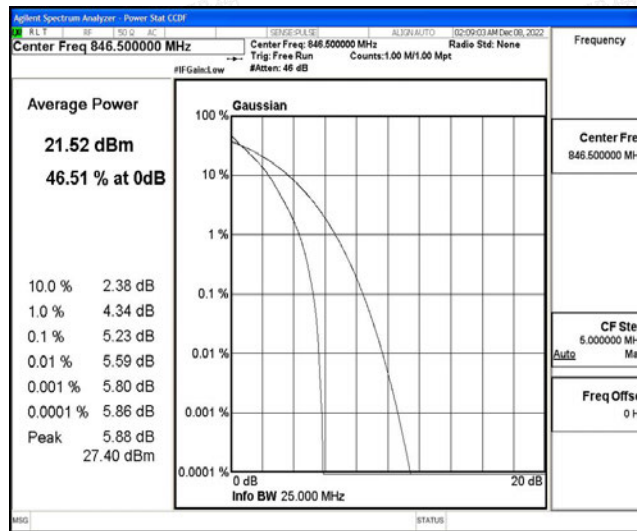 Agilent Spectrum Analyzer - Power Stat CCDF
RLT RF 50 Ω AC SENSE:PULSE ALIGN AUTO 02:09:03 AM Dec 08, 2022
Center Freq 846.500000 MHz
Center Freq: 846.500000 MHz Radio Std: None
Trig: Free Run Counts:1.00 M/1.00 Mpt
#IFGain:Low #Atten: 46 dB
Frequency
Average Power
21.52 dBm
46.51 % at 0dB
10.0 % 2.38 dB
1.0 % 4.34 dB
0.1 % 5.23 dB
0.01 % 5.59 dB
0.001 % 5.80 dB
0.0001 % 5.86 dB
Peak 5.88 dB
27.40 dBm
Gaussian
100 %
10 %
1 %
0.1 %
0.01 %
0.001 %
0.0001 %
0 dB 20 dB
Info BW 25.000 MHz
Center Fre
846.500000 MH
CF Ste
5.000000 MH
Auto Ma
Freq Offse
0 H
MSG STATUS